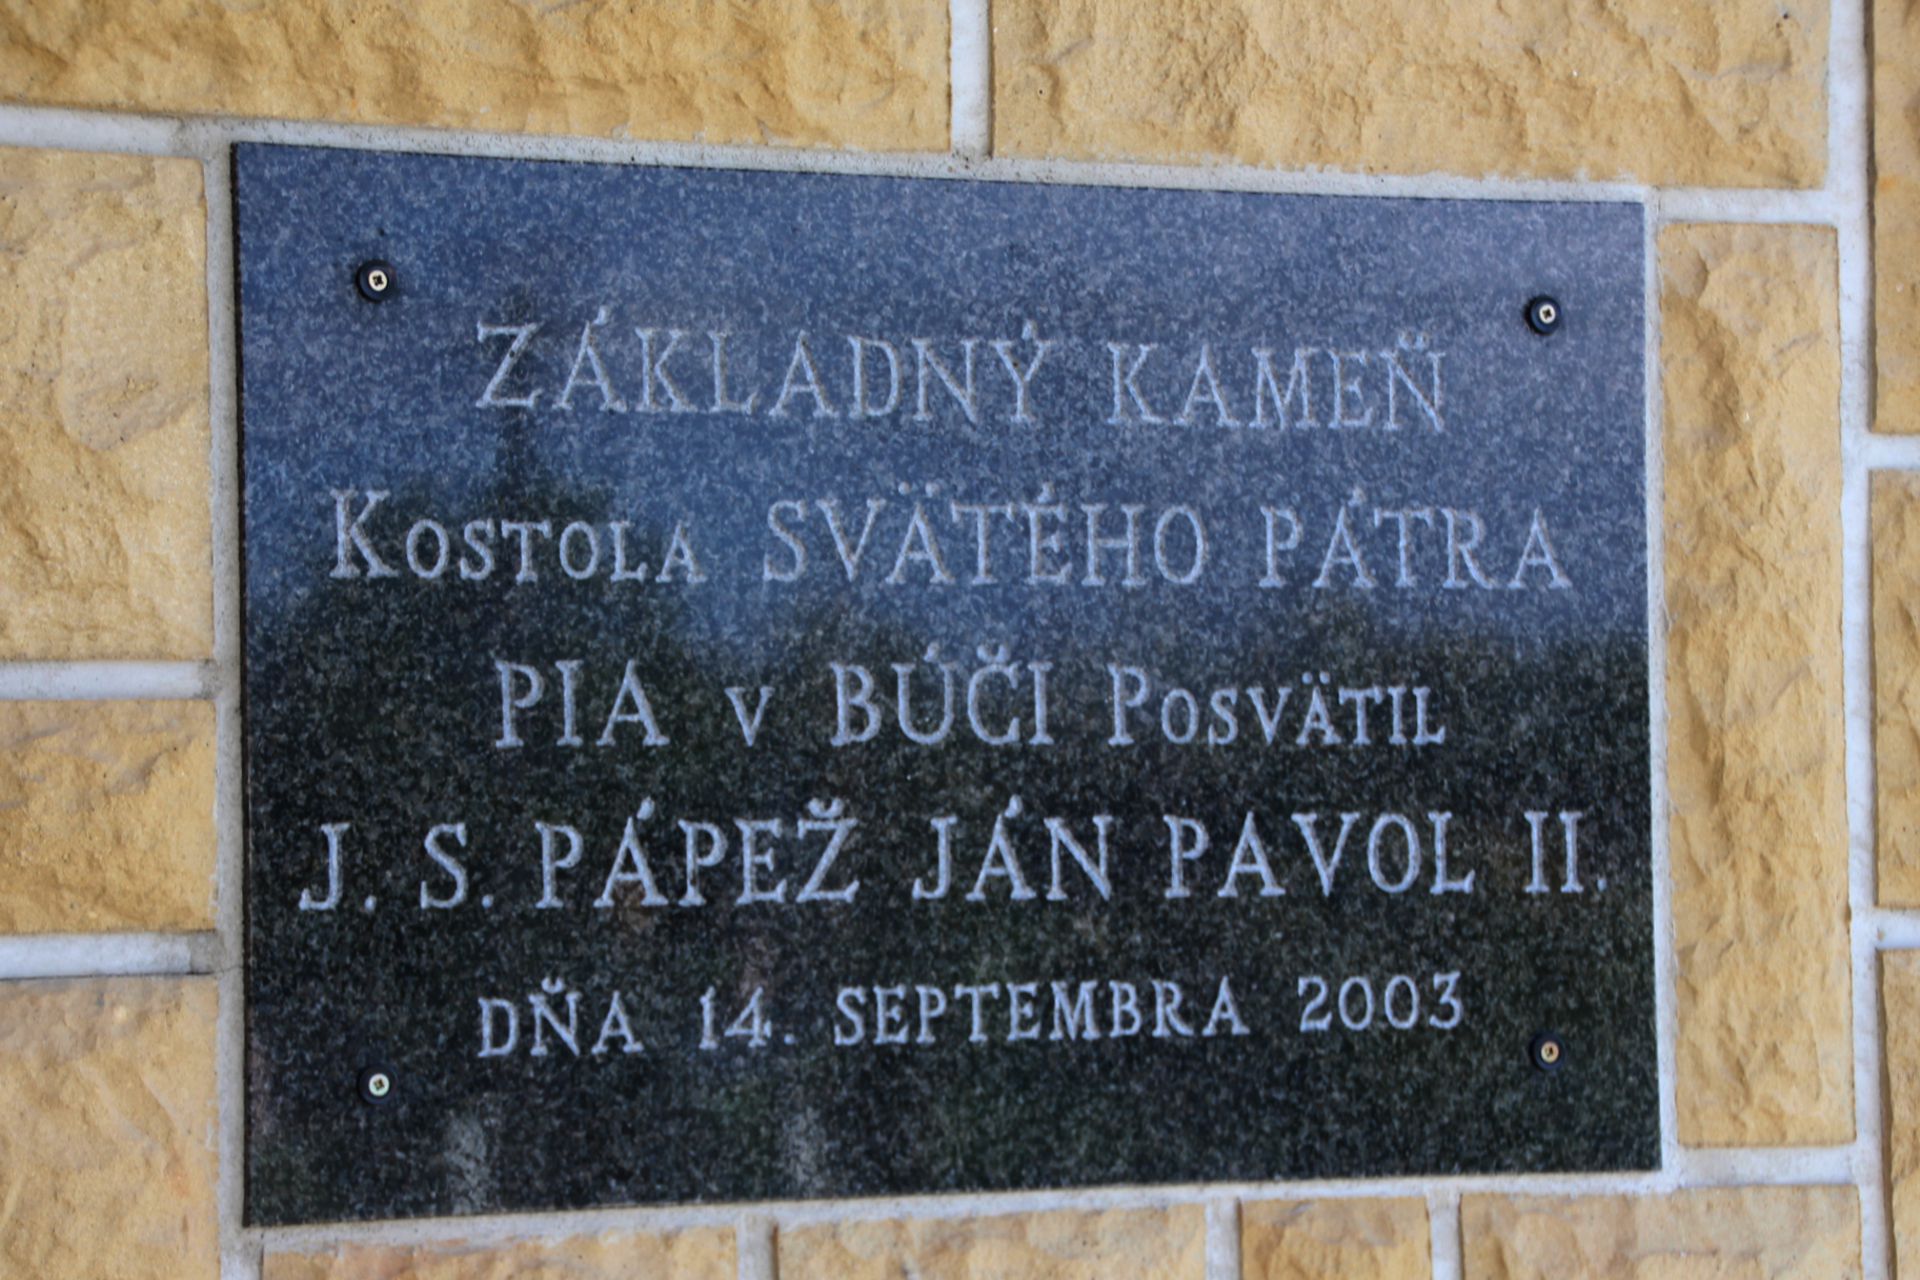 ZÁKLADNÝ KAMEŇ
KOSTOLA SVÄTÉHO PÁTRA
PIA V BÚČI POSVÄTIL
J. S. PÁPEŽ JÁN PAVOL II.
DŇA 14. SEPTEMBRA 2003